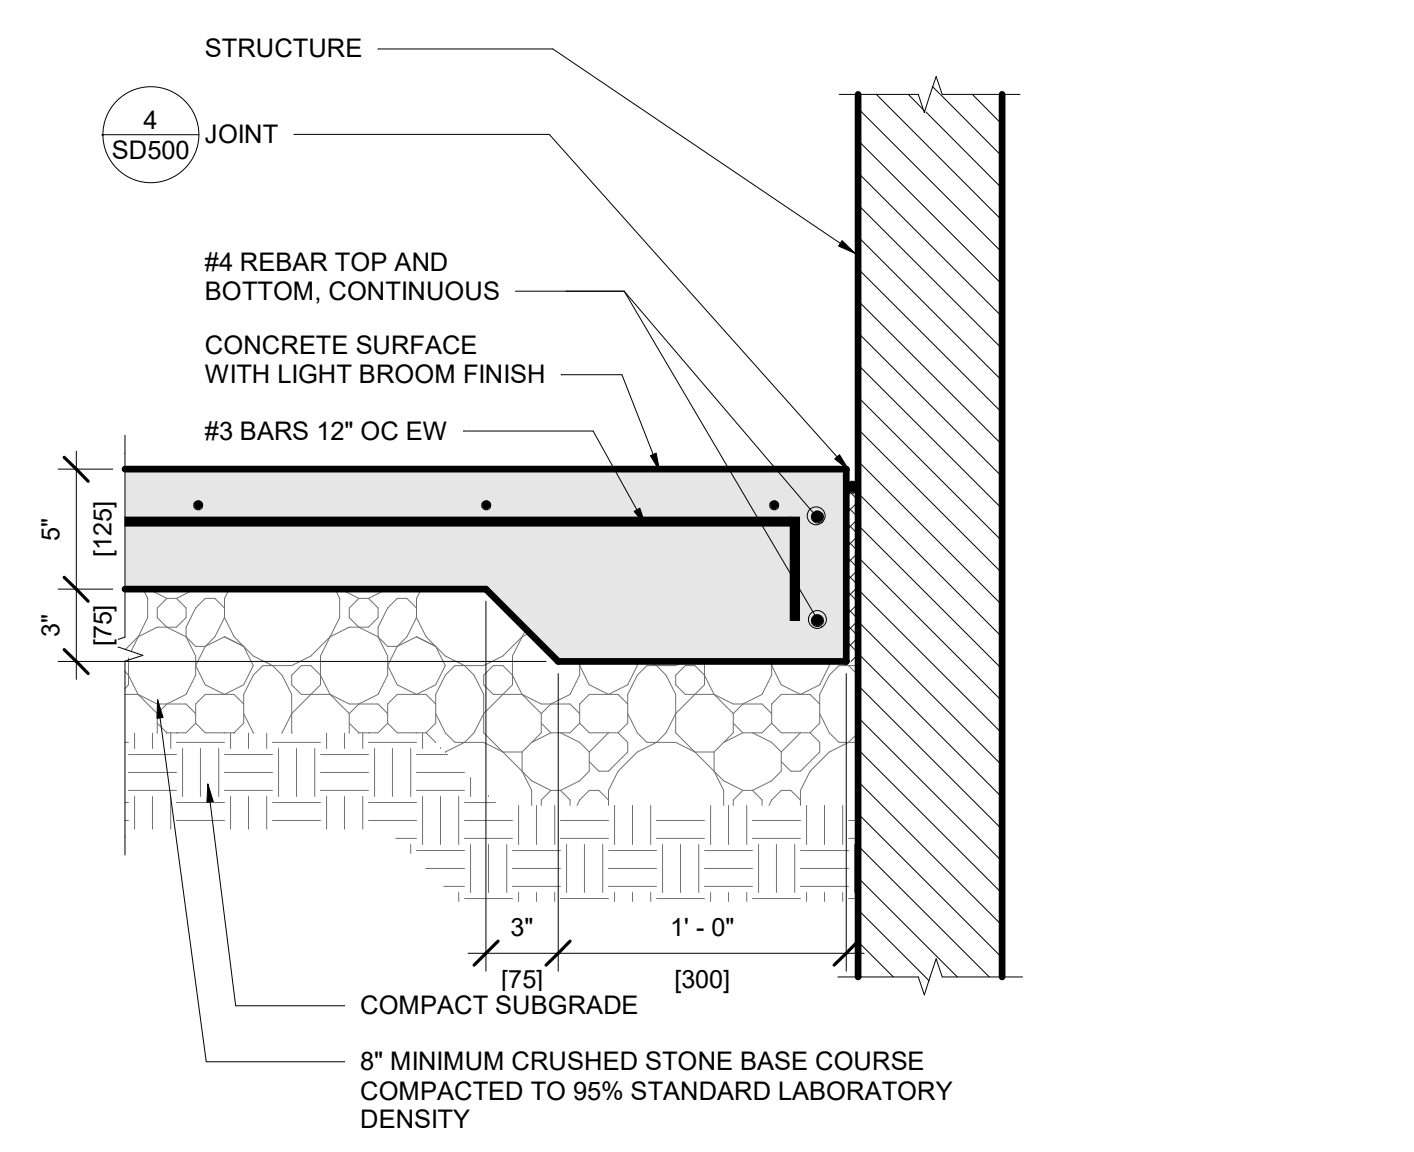 STRUCTURE
4
SD500
JOINT
#4 REBAR TOP AND
BOTTOM, CONTINUOUS
CONCRETE SURFACE
WITH LIGHT BROOM FINISH
#3 BARS 12" OC EW
5"
[125]
3"
[75]
3"
[75]
1' - 0"
[300]
COMPACT SUBGRADE
8" MINIMUM CRUSHED STONE BASE COURSE
COMPACTED TO 95% STANDARD LABORATORY
DENSITY